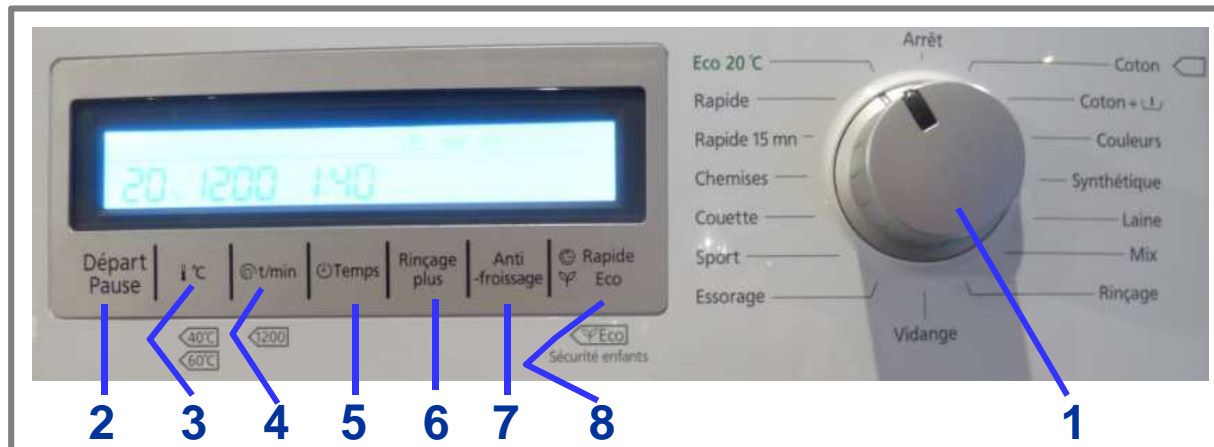 Arrêt
Eco 20 °C
Coton
Rapide
Coton +
Rapide 15 mn
Couleurs
Chemises
Synthétique
Couette
Laine
Sport
Mix
Essorage
Rinçage
Vidange
20°c 1200 1:40
Départ
Pause
°C
t/min
Temps
Rinçage
plus
Anti
-froissage
Rapide
Eco
40°C
60°C
1200
Eco
Sécurité enfants
2 3 4 5 6 7 8 1